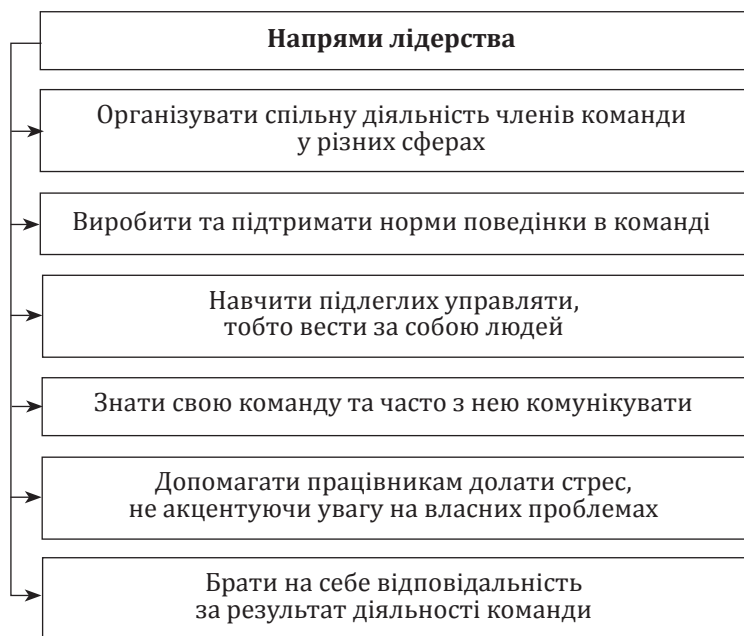 Напрями лідерства
Організувати спільну діяльність членів команди
у різних сферах
Виробити та підтримати норми поведінки в команді
Навчити підлеглих управляти,
тобто вести за собою людей
Знати свою команду та часто з нею комунікувати
Допомагати працівникам долати стрес,
не акцентуючи увагу на власних проблемах
Брати на себе відповідальність
за результат діяльності команди